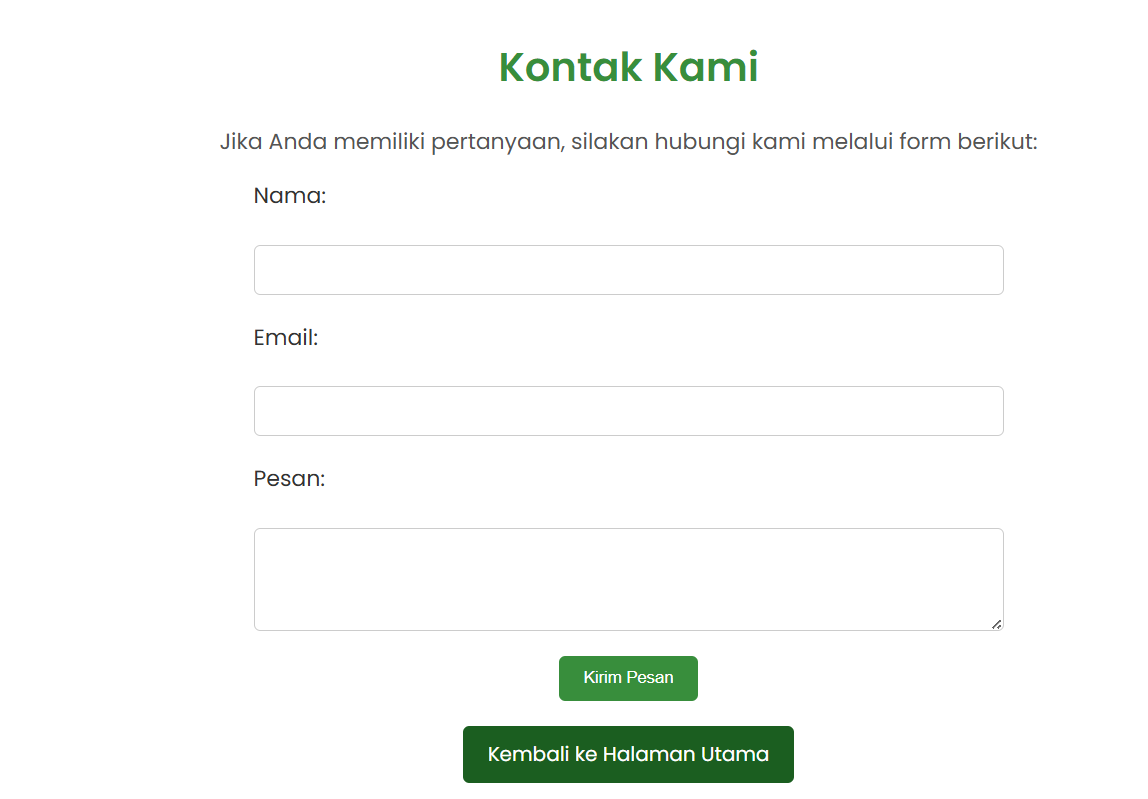 Kontak Kami
Jika Anda memiliki pertanyaan, silakan hubungi kami melalui form berikut:
Nama:
Email:
Pesan:
Kirim Pesan
Kembali ke Halaman Utama